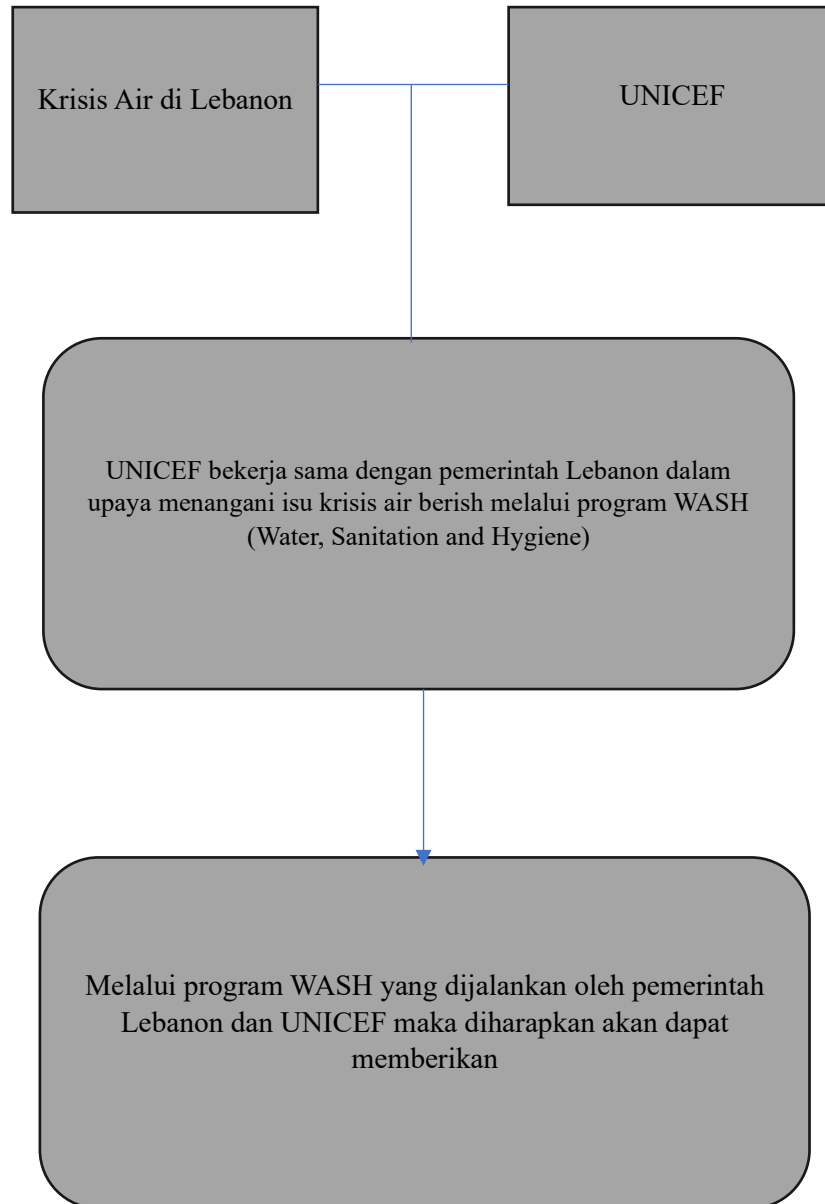 Krisis Air di Lebanon
UNICEF
UNICEF bekerja sama dengan pemerintah Lebanon dalam
upaya menangani isu krisis air berish melalui program WASH
(Water, Sanitation and Hygiene)
Melalui program WASH yang dijalankan oleh pemerintah
Lebanon dan UNICEF maka diharapkan akan dapat
memberikan